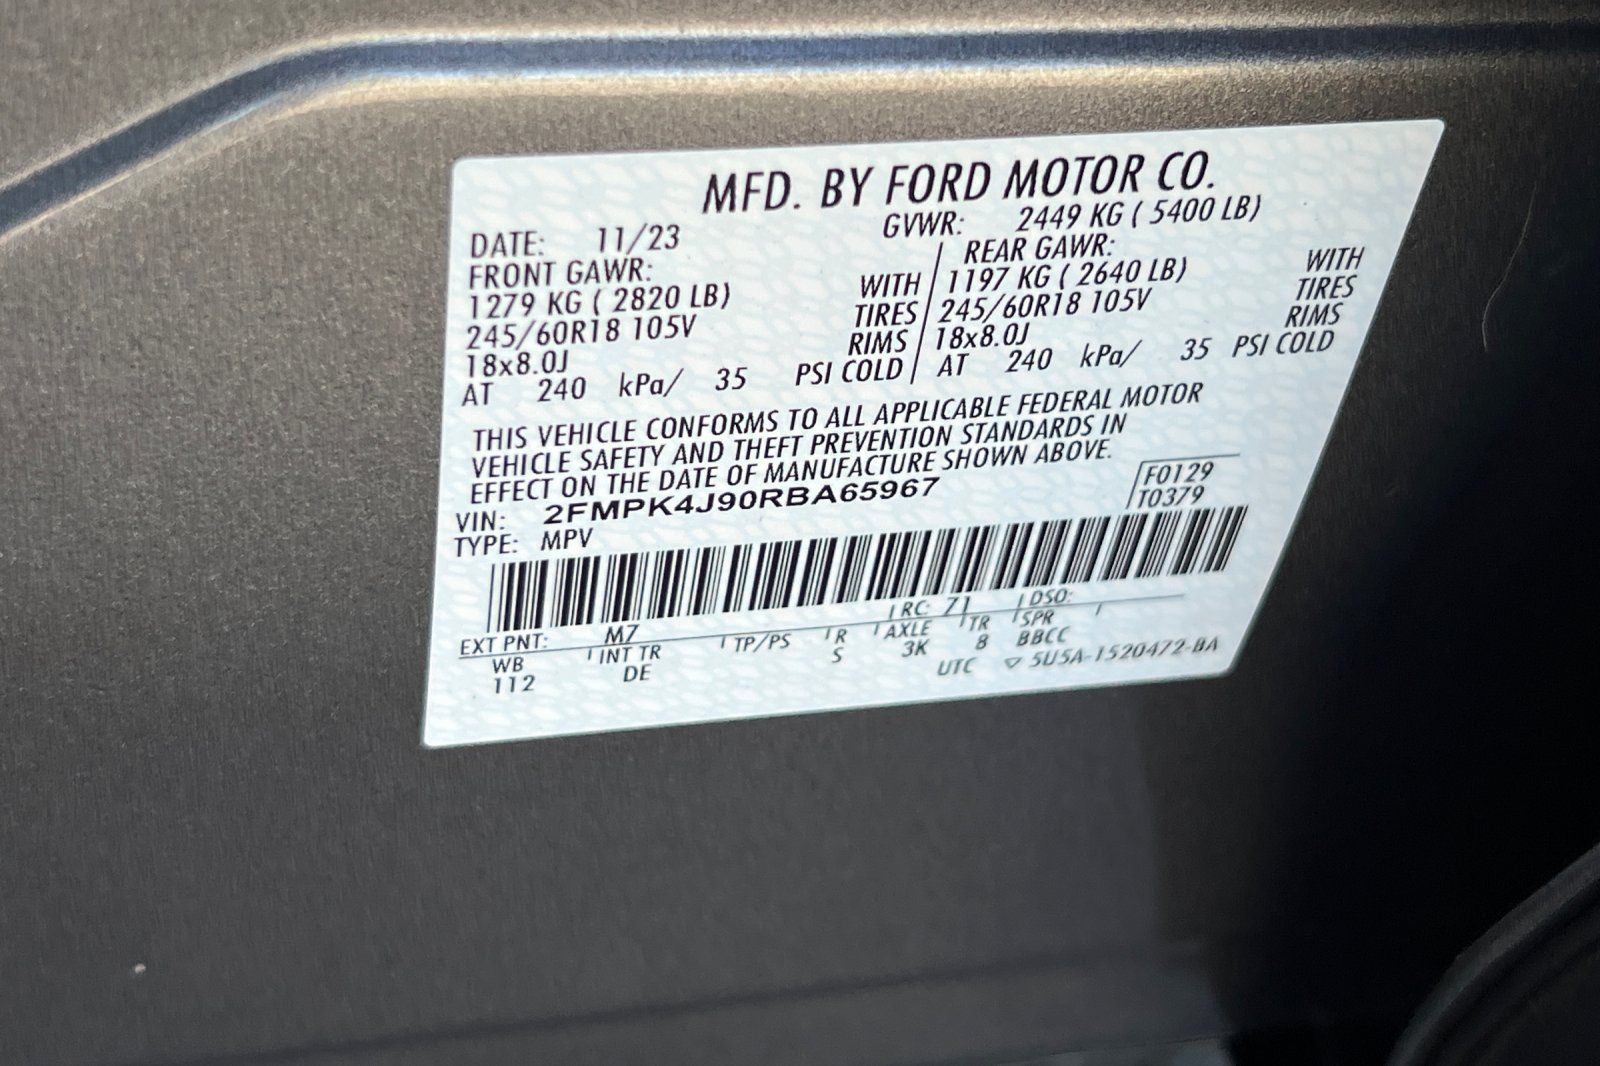 MFD. BY FORD MOTOR CO.
DATE: 11/23 GVWR: 2449 KG ( 5400 LB)
FRONT GAWR: REAR GAWR:
1279 KG ( 2820 LB) WITH 1197 KG ( 2640 LB) WITH
245/60R18 105V TIRES 245/60R18 105V TIRES
18x8.0J RIMS 18x8.0J RIMS
AT 240 kPa/ 35 PSI COLD AT 240 kPa/ 35 PSI COLD
THIS VEHICLE CONFORMS TO ALL APPLICABLE FEDERAL MOTOR
VEHICLE SAFETY AND THEFT PREVENTION STANDARDS IN
EFFECT ON THE DATE OF MANUFACTURE SHOWN ABOVE.
VIN: 2FMPK4J90RBA65967 F0129
TYPE: MPV T0379
EXT PNT: M7 RC: 71 DSO:
WB INT TR TP/PS R AXLE TR SPR
112 DE S 3K 8 BBCC
UTC ▽ 5U5A-1520472-BA